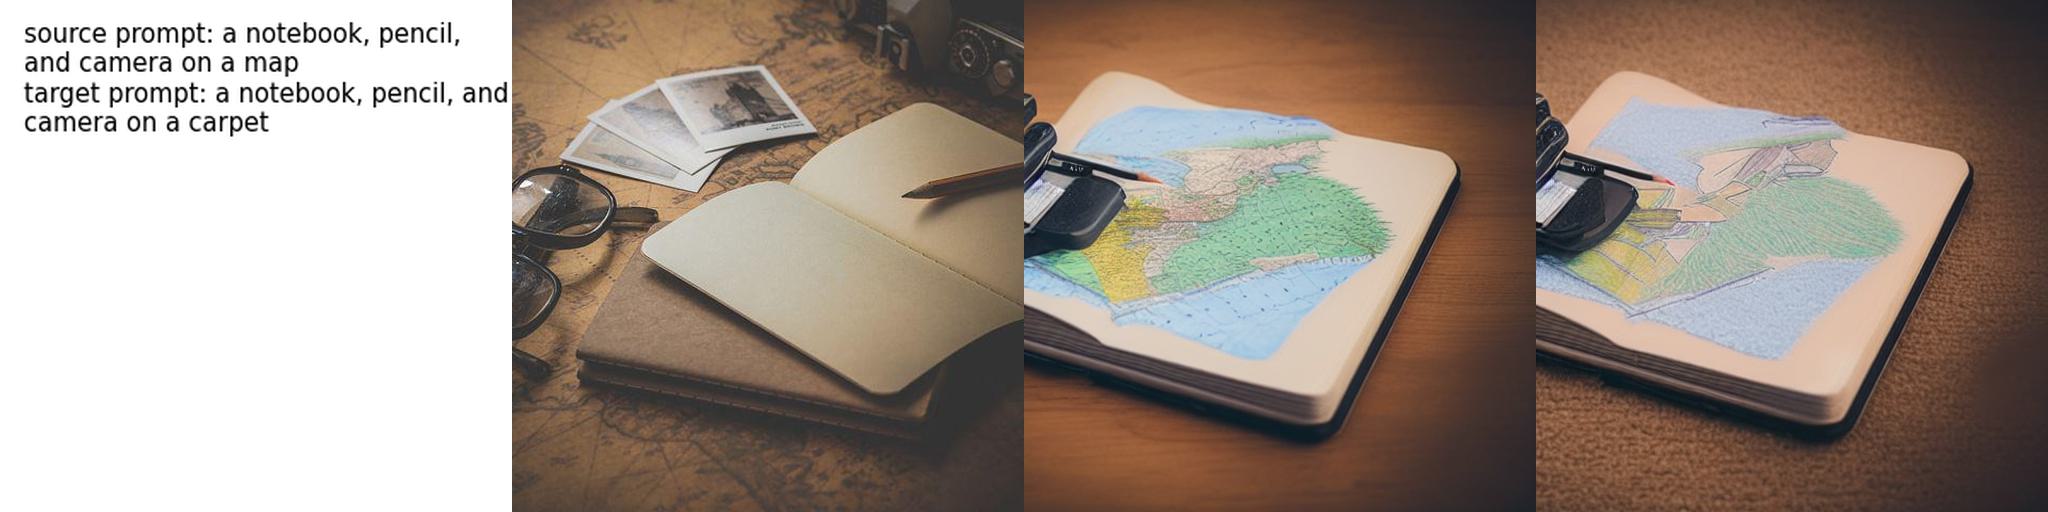 source prompt: a notebook, pencil,
and camera on a map
target prompt: a notebook, pencil, and
camera on a carpet